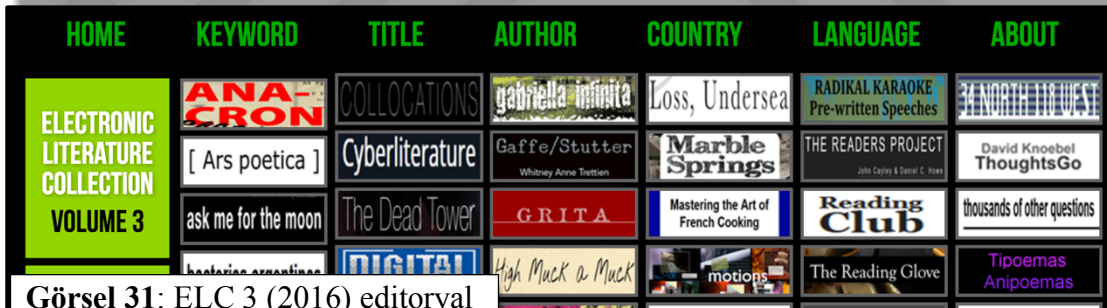 HOME KEYWORD TITLE AUTHOR COUNTRY LANGUAGE ABOUT
ELECTRONIC
LITERATURE
COLLECTION
VOLUME 3
ANA-
CRON
[ Ars poetica ]
ask me for the moon
bacterias argentinas
COLLOCATIONS
Cyberliterature
The Dead Tower
DIGITAL
gabriella infinita
Gaffe/Stutter
Whitney Anne Trettien
GRITA
High Muck a Muck
Loss, Undersea
Marble
Springs
Mastering the Art of
French Cooking
motions
RADIKAL KARAOKE
Pre-written Speeches
THE READERS PROJECT
John Cayley & Daniel C. Howe
Reading
Club
The Reading Glove
34 NORTH 118 WEST
David Knoebel
ThoughtsGo
thousands of other questions
Tipoemas
Anipoemas
Görsel 31: ELC 3 (2016) editoryal